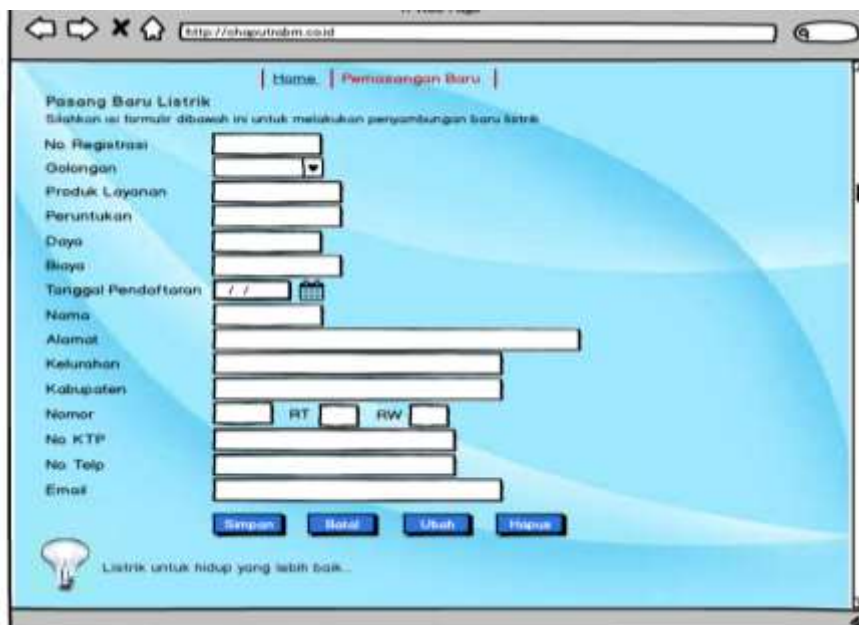 http://chaputrabm.co.id
Home Pemasangan Baru
Pasang Baru Listrik
Silahkan isi formulir dibawah ini untuk melakukan penyambungan baru listrik
No. Registrasi
Golongan
Produk Layanan
Peruntukan
Daya
Biaya
Tanggal Pendaftaran / /
Nama
Alamat
Kelurahan
Kabupaten
Nomor RT RW
No. KTP
No. Telp
Email
Simpan Batal Ubah Hapus
Listrik untuk hidup yang lebih baik...